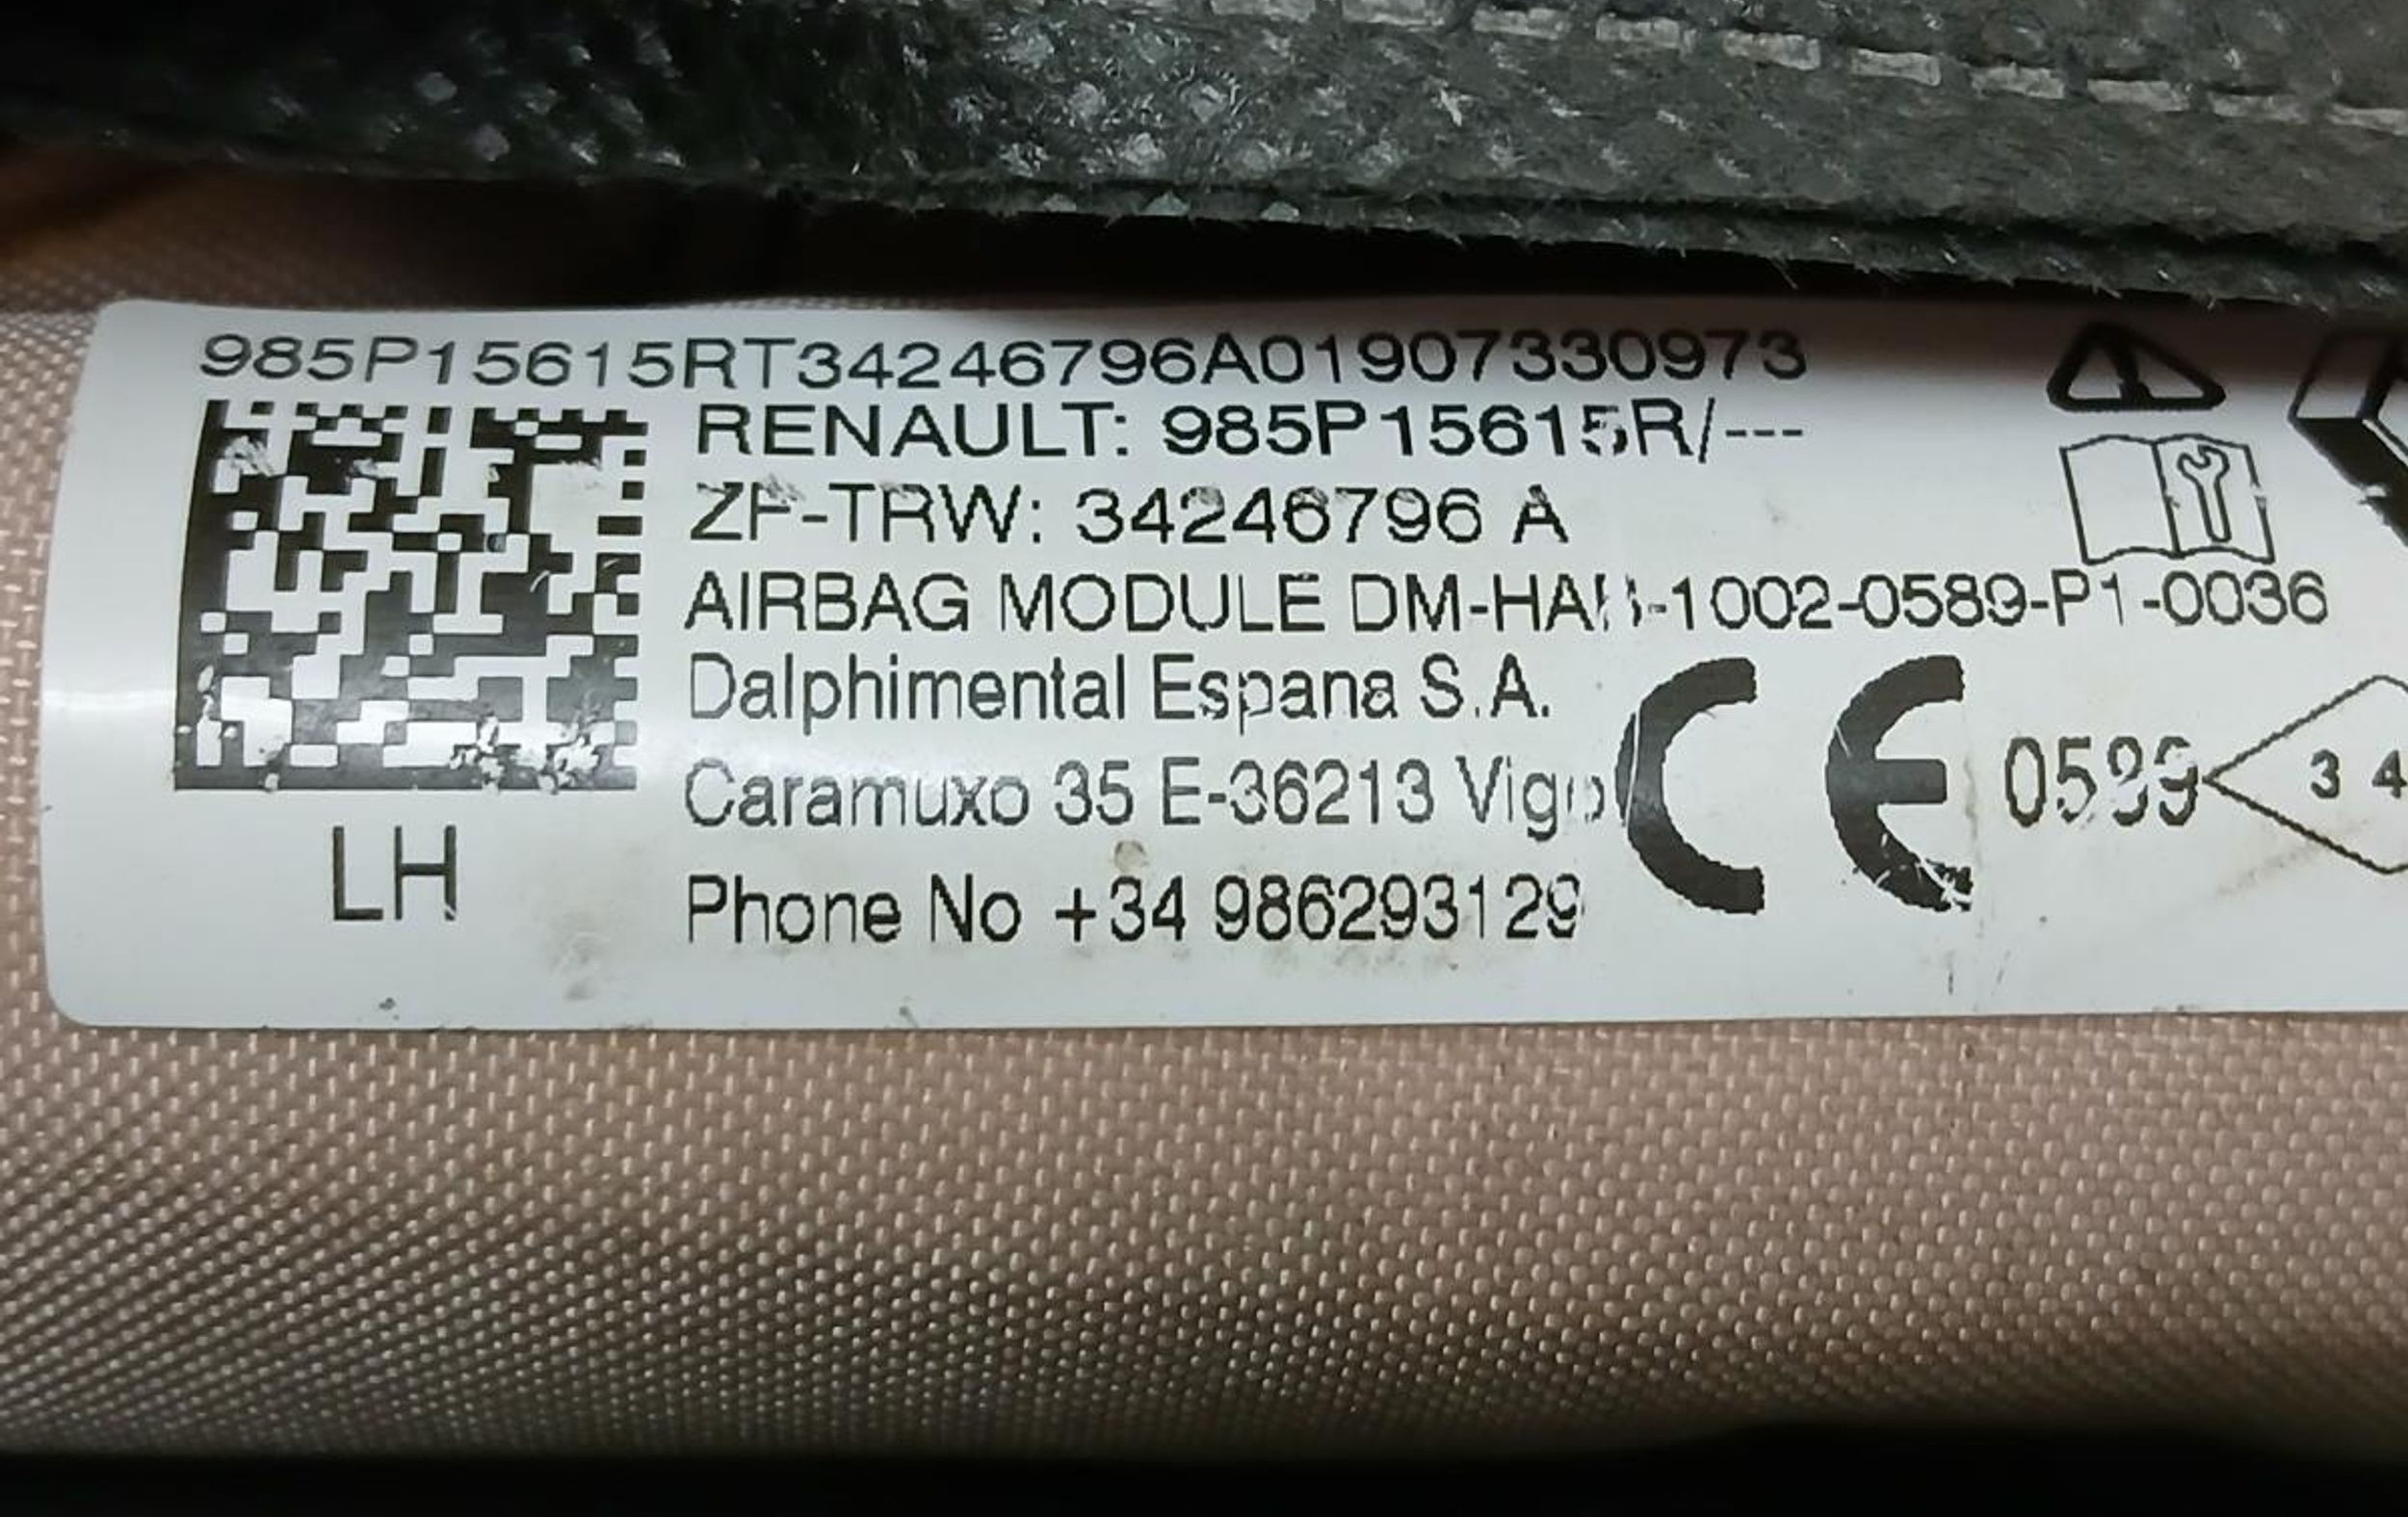 985P15615RT34246796A01907330973
RENAULT: 985P15615R/---
ZF-TRW: 34246796 A
AIRBAG MODULE DM-HAB-1002-0589-P1-0036
Dalphimental Espana S.A.
Caramuxo 35 E-36213 Vigo
0589
3 4
Phone No +34 986293129
LH